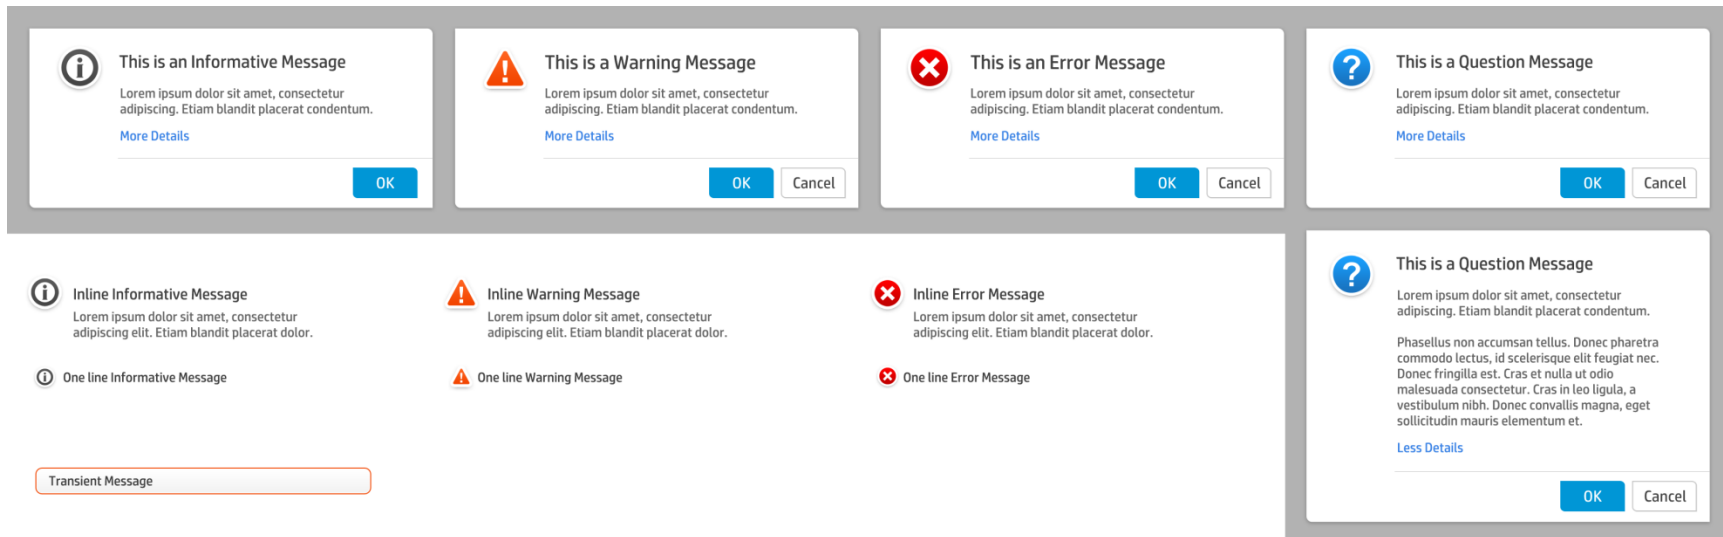 This is an Informative Message
Lorem ipsum dolor sit amet, consectetur
adipiscing. Etiam blandit placerat condentum.
More Details
OK
This is a Warning Message
Lorem ipsum dolor sit amet, consectetur
adipiscing. Etiam blandit placerat condentum.
More Details
OK
Cancel
This is an Error Message
Lorem ipsum dolor sit amet, consectetur
adipiscing. Etiam blandit placerat condentum.
More Details
OK
Cancel
This is a Question Message
Lorem ipsum dolor sit amet, consectetur
adipiscing. Etiam blandit placerat condentum.
More Details
OK
Cancel
Inline Informative Message
Lorem ipsum dolor sit amet, consectetur
adipiscing elit. Etiam blandit placerat dolor.
One line Informative Message
Inline Warning Message
Lorem ipsum dolor sit amet, consectetur
adipiscing elit. Etiam blandit placerat dolor.
One line Warning Message
Inline Error Message
Lorem ipsum dolor sit amet, consectetur
adipiscing elit. Etiam blandit placerat dolor.
One line Error Message
Transient Message
This is a Question Message
Lorem ipsum dolor sit amet, consectetur
adipiscing. Etiam blandit placerat condentum.
Phasellus non accumsan tellus. Donec pharetra
commodo lectus, id scelerisque elit feugiat nec.
Donec fringilla est. Cras et nulla ut odio
malesuada consectetur. Cras in leo ligula, a
vestibulum nibh. Donec convallis magna, eget
sollicitudin mauris elementum et.
Less Details
OK
Cancel